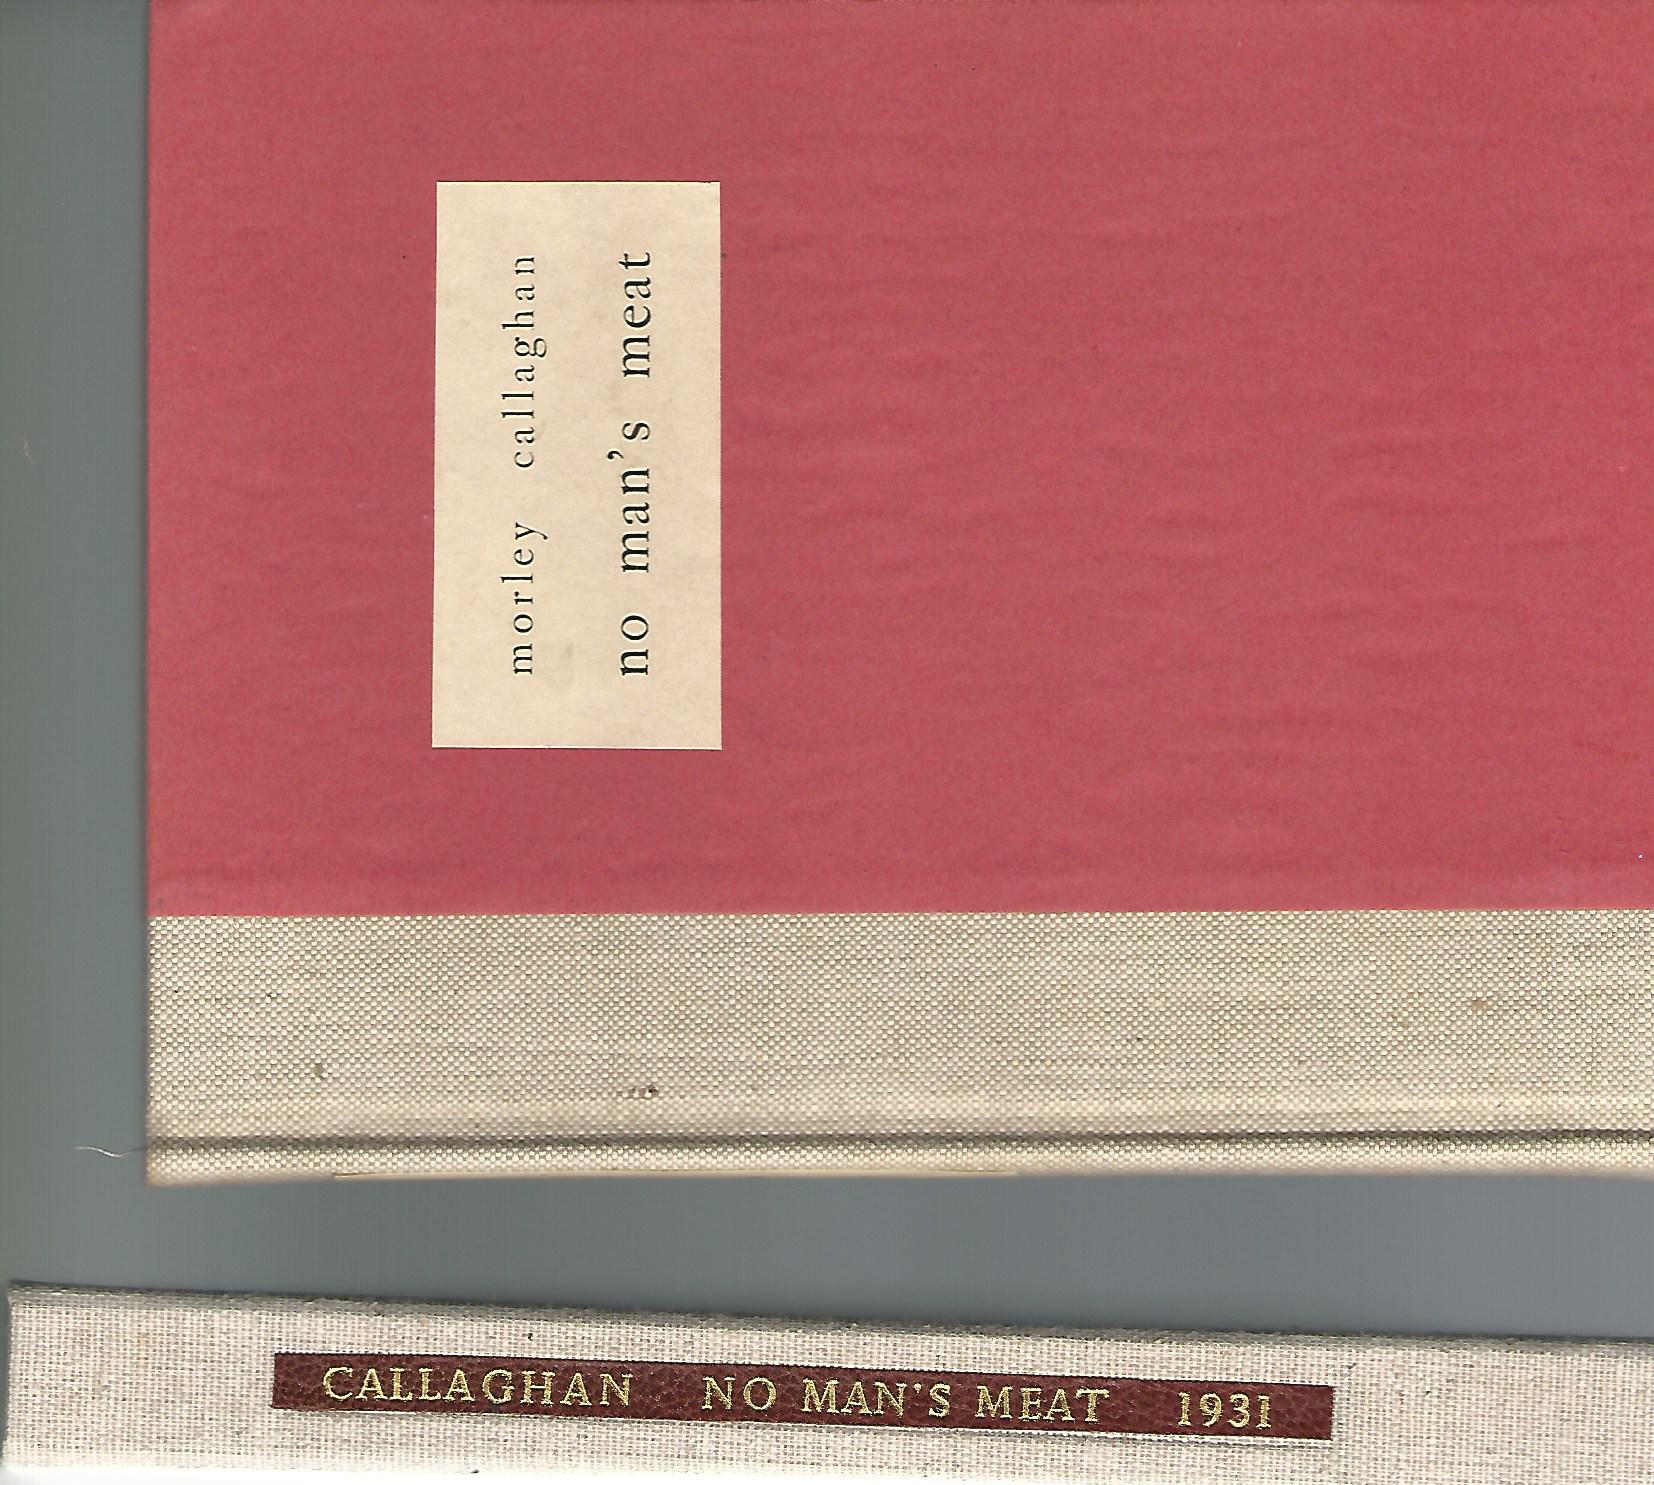 morley callaghan
no man's meat
CALLAGHAN NO MAN'S MEAT 1931